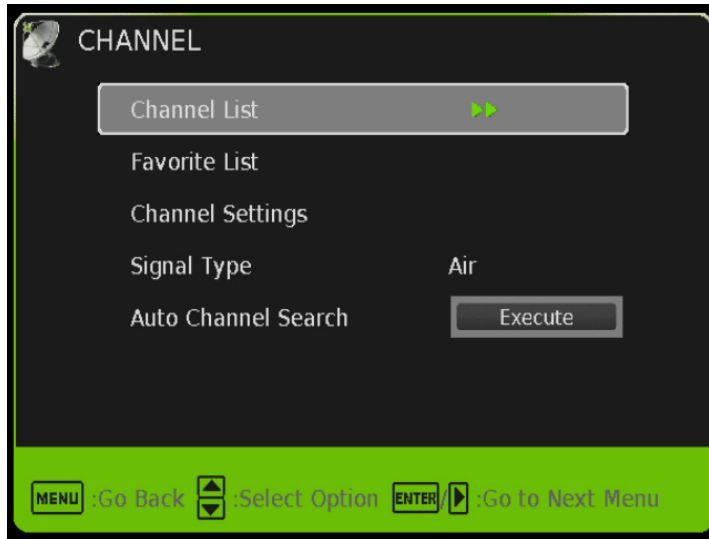 CHANNEL
Channel List
Favorite List
Channel Settings
Signal Type Air
Auto Channel Search Execute
MENU :Go Back :Select Option ENTER/ :Go to Next Menu